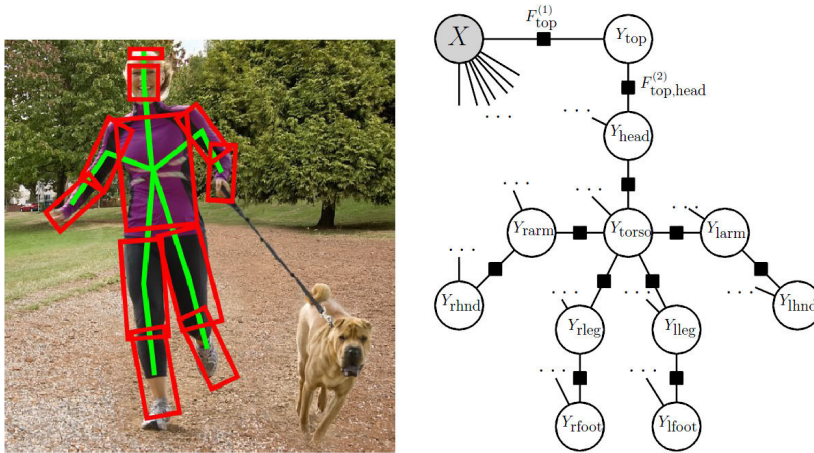 F_top^(1)
X
Y_top
F_top,head^(2)
. . .
. . .
Y_head
. . .
. . .
. . .
Y_rarm
Y_torso
Y_larm
. . .
. . .
Y_rhnd
. . .
. . .
Y_lhnd
Y_rleg
Y_lleg
. . .
. . .
Y_rfoot
Y_lfoot